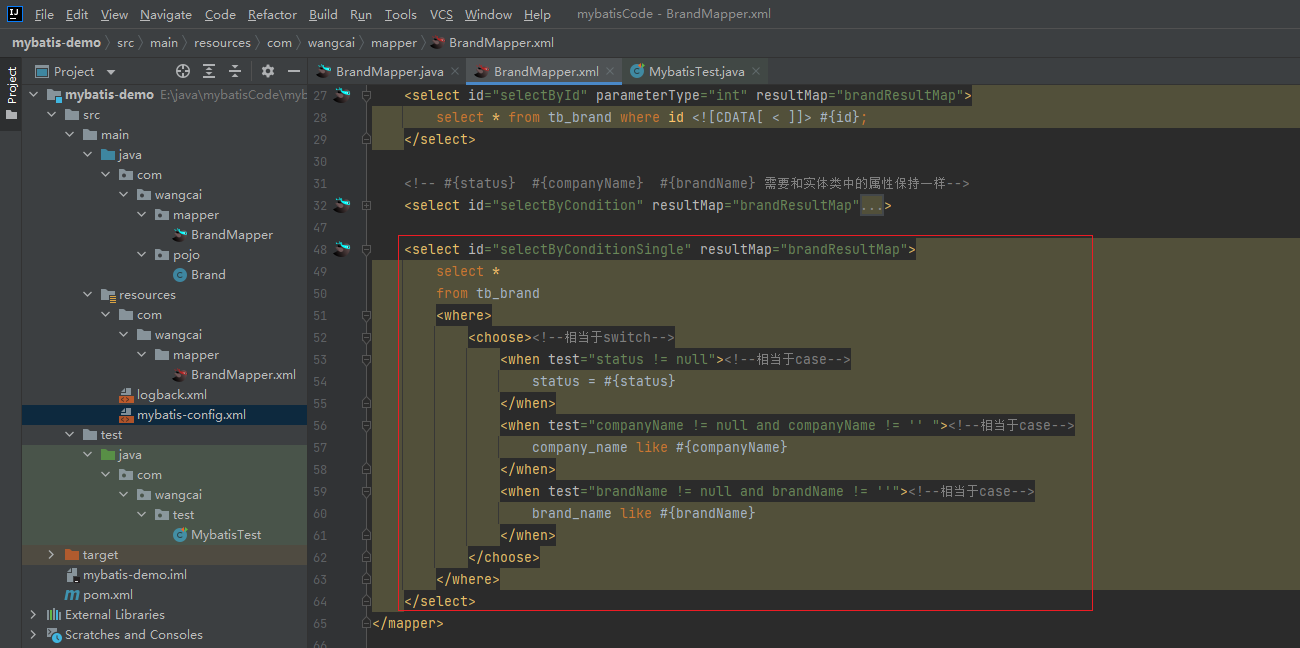 File Edit View Navigate Code Refactor Build Run Tools VCS Window Help mybatisCode - BrandMapper.xml
mybatis-demo src main resources com wangcai mapper BrandMapper.xml
Project
Project
BrandMapper.java BrandMapper.xml MybatisTest.java
mybatis-demo E:\java\mybatisCode\myb
src
main
java
com
wangcai
mapper
BrandMapper
pojo
Brand
resources
com
wangcai
mapper
BrandMapper.xml
logback.xml
mybatis-config.xml
test
java
com
wangcai
test
MybatisTest
target
mybatis-demo.iml
pom.xml
External Libraries
Scratches and Consoles
27 <select id="selectById" parameterType="int" resultMap="brandResultMap">
28 select * from tb_brand where id <![CDATA[ < ]]> #{id};
29 </select>
30
31 <!-- #{status} #{companyName} #{brandName} 需要和实体类中的属性保持一样-->
32 <select id="selectByCondition" resultMap="brandResultMap"...>
47
48 <select id="selectByConditionSingle" resultMap="brandResultMap">
49 select *
50 from tb_brand
51 <where>
52 <choose><!--相当于switch-->
53 <when test="status != null"><!--相当于case-->
54 status = #{status}
55 </when>
56 <when test="companyName != null and companyName != '' "><!--相当于case-->
57 company_name like #{companyName}
58 </when>
59 <when test="brandName != null and brandName != ''"><!--相当于case-->
60 brand_name like #{brandName}
61 </when>
62 </choose>
63 </where>
64 </select>
65 </mapper>
66